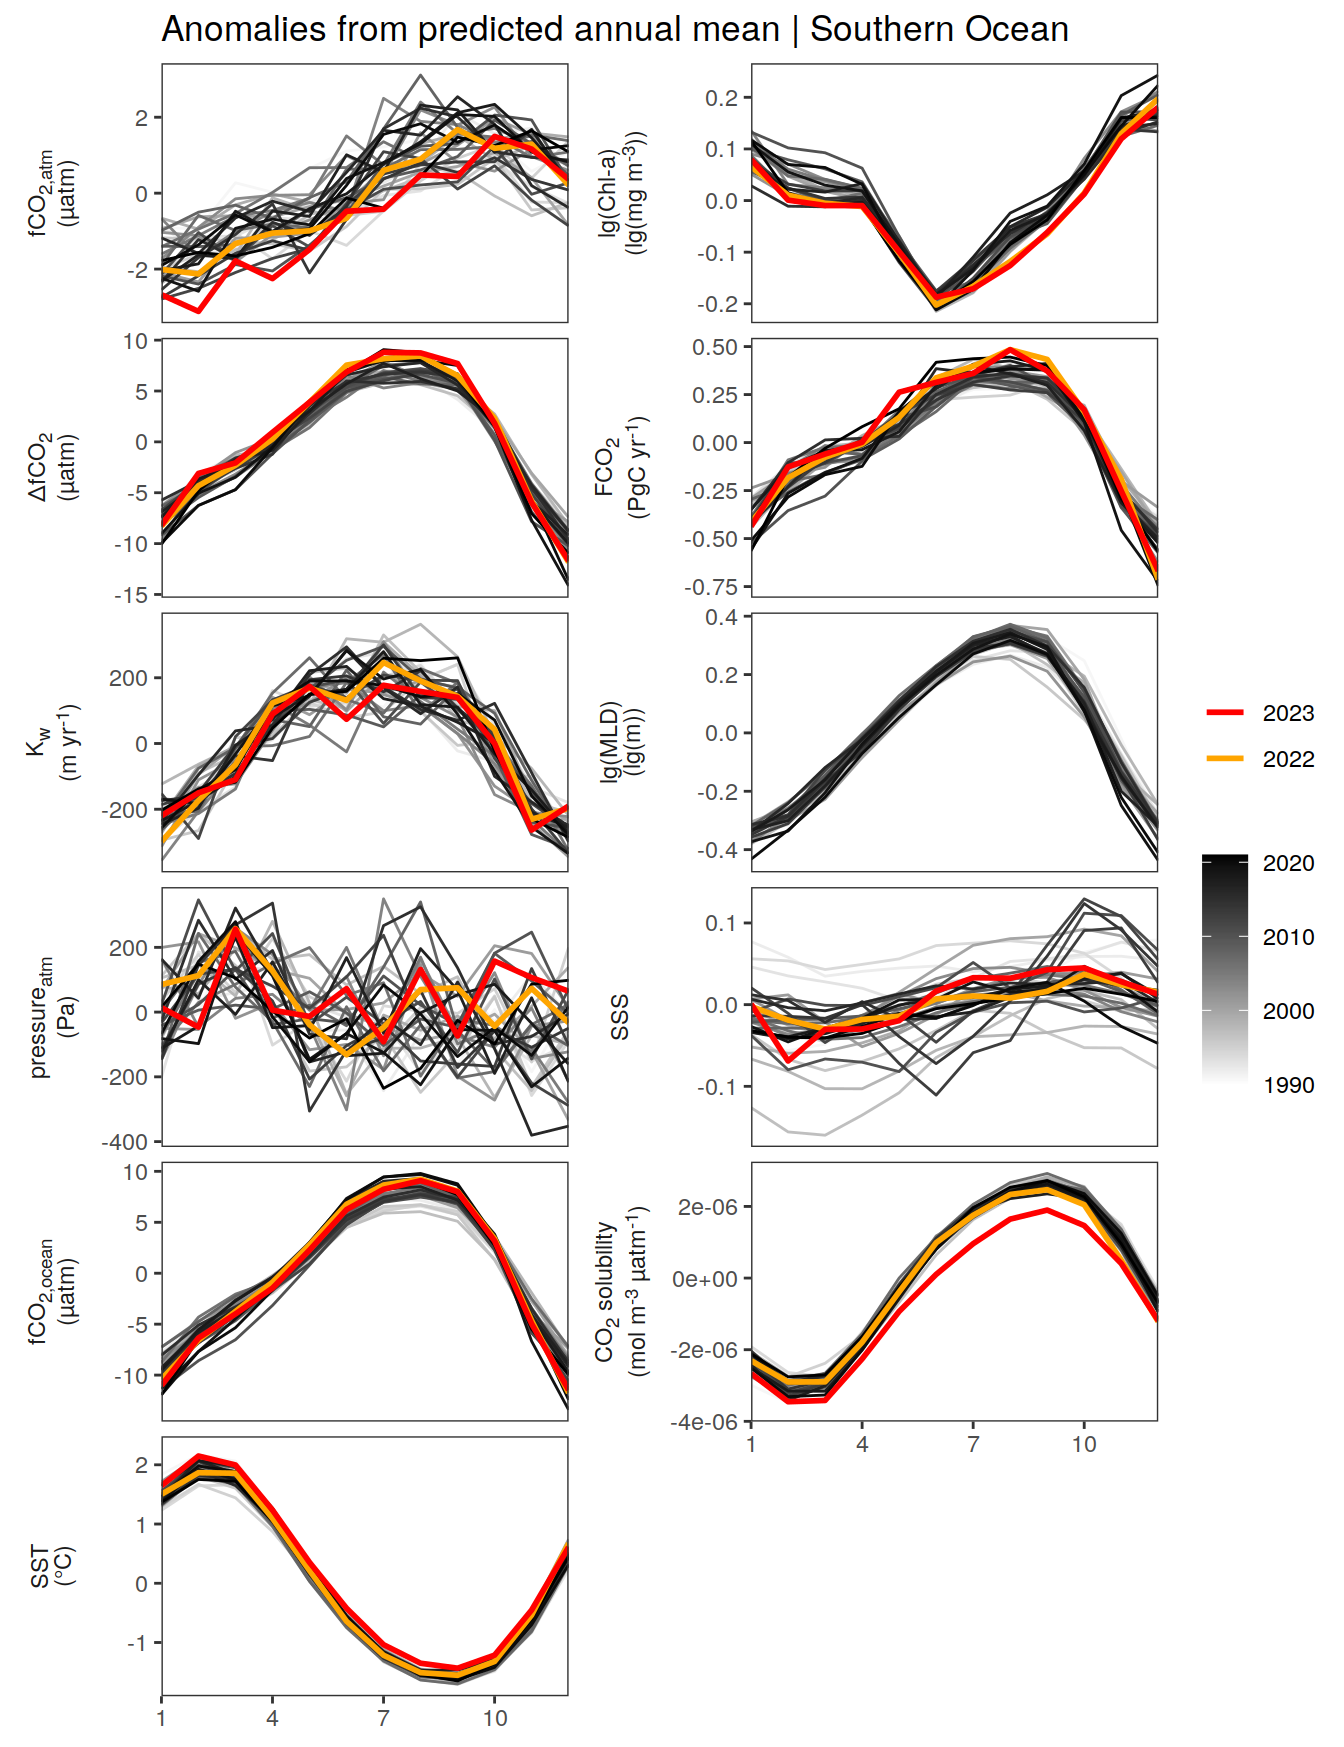 Anomalies from predicted annual mean | Southern Ocean
fCO2,atm
(µatm)
2
0
-2
lg(Chl-a)
(lg(mg m-3))
0.2
0.1
0.0
-0.1
-0.2
ΔfCO2
(µatm)
10
5
0
-5
-10
-15
FCO2
(PgC yr-1)
0.50
0.25
0.00
-0.25
-0.50
-0.75
Kw
(m yr-1)
200
0
-200
lg(MLD)
(lg(m))
0.4
0.2
0.0
-0.2
-0.4
pressureatm
(Pa)
200
0
-200
-400
SSS
0.1
0.0
-0.1
fCO2,ocean
(µatm)
10
5
0
-5
-10
CO2 solubility
(mol m-3 µatm-1)
2e-06
0e+00
-2e-06
-4e-06
1
4
7
10
SST
(°C)
2
1
0
-1
1
4
7
10
2023
2022
2020
2010
2000
1990